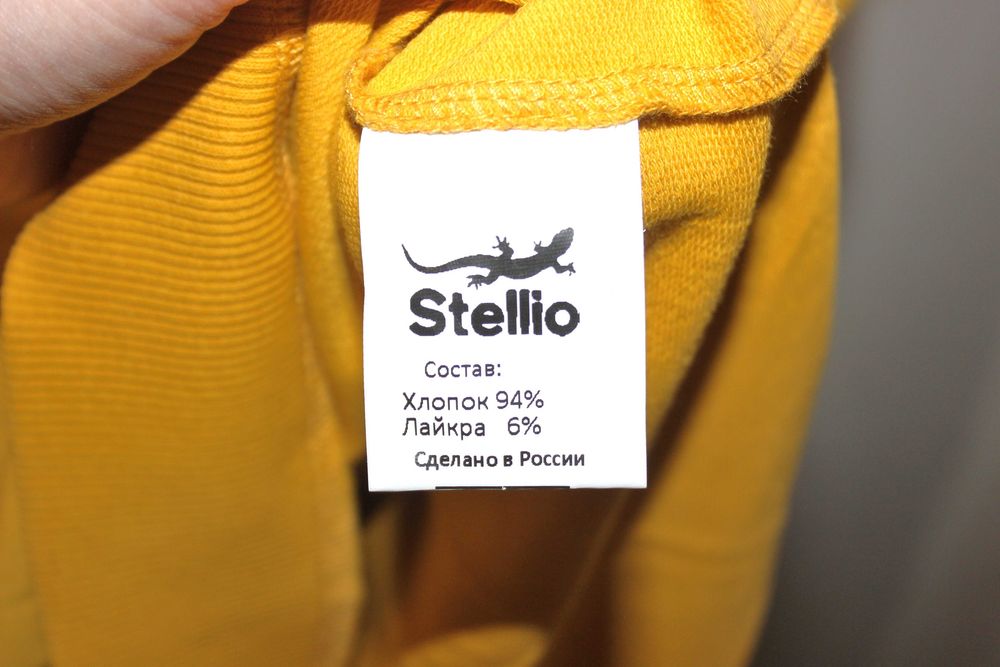 Stellio
Состав:
Хлопок 94%
Лайкра 6%
Сделано в России